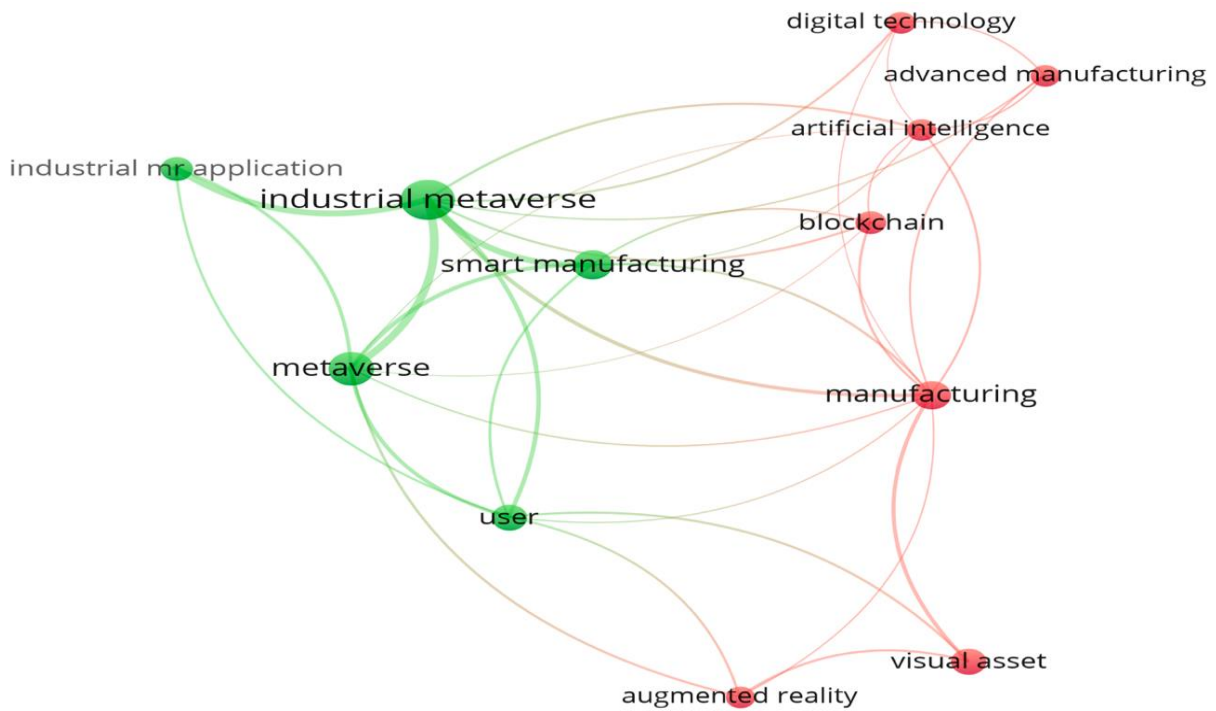 digital technology
advanced manufacturing
artificial intelligence
industrial mr application
industrial metaverse
blockchain
smart manufacturing
metaverse
manufacturing
user
visual asset
augmented reality